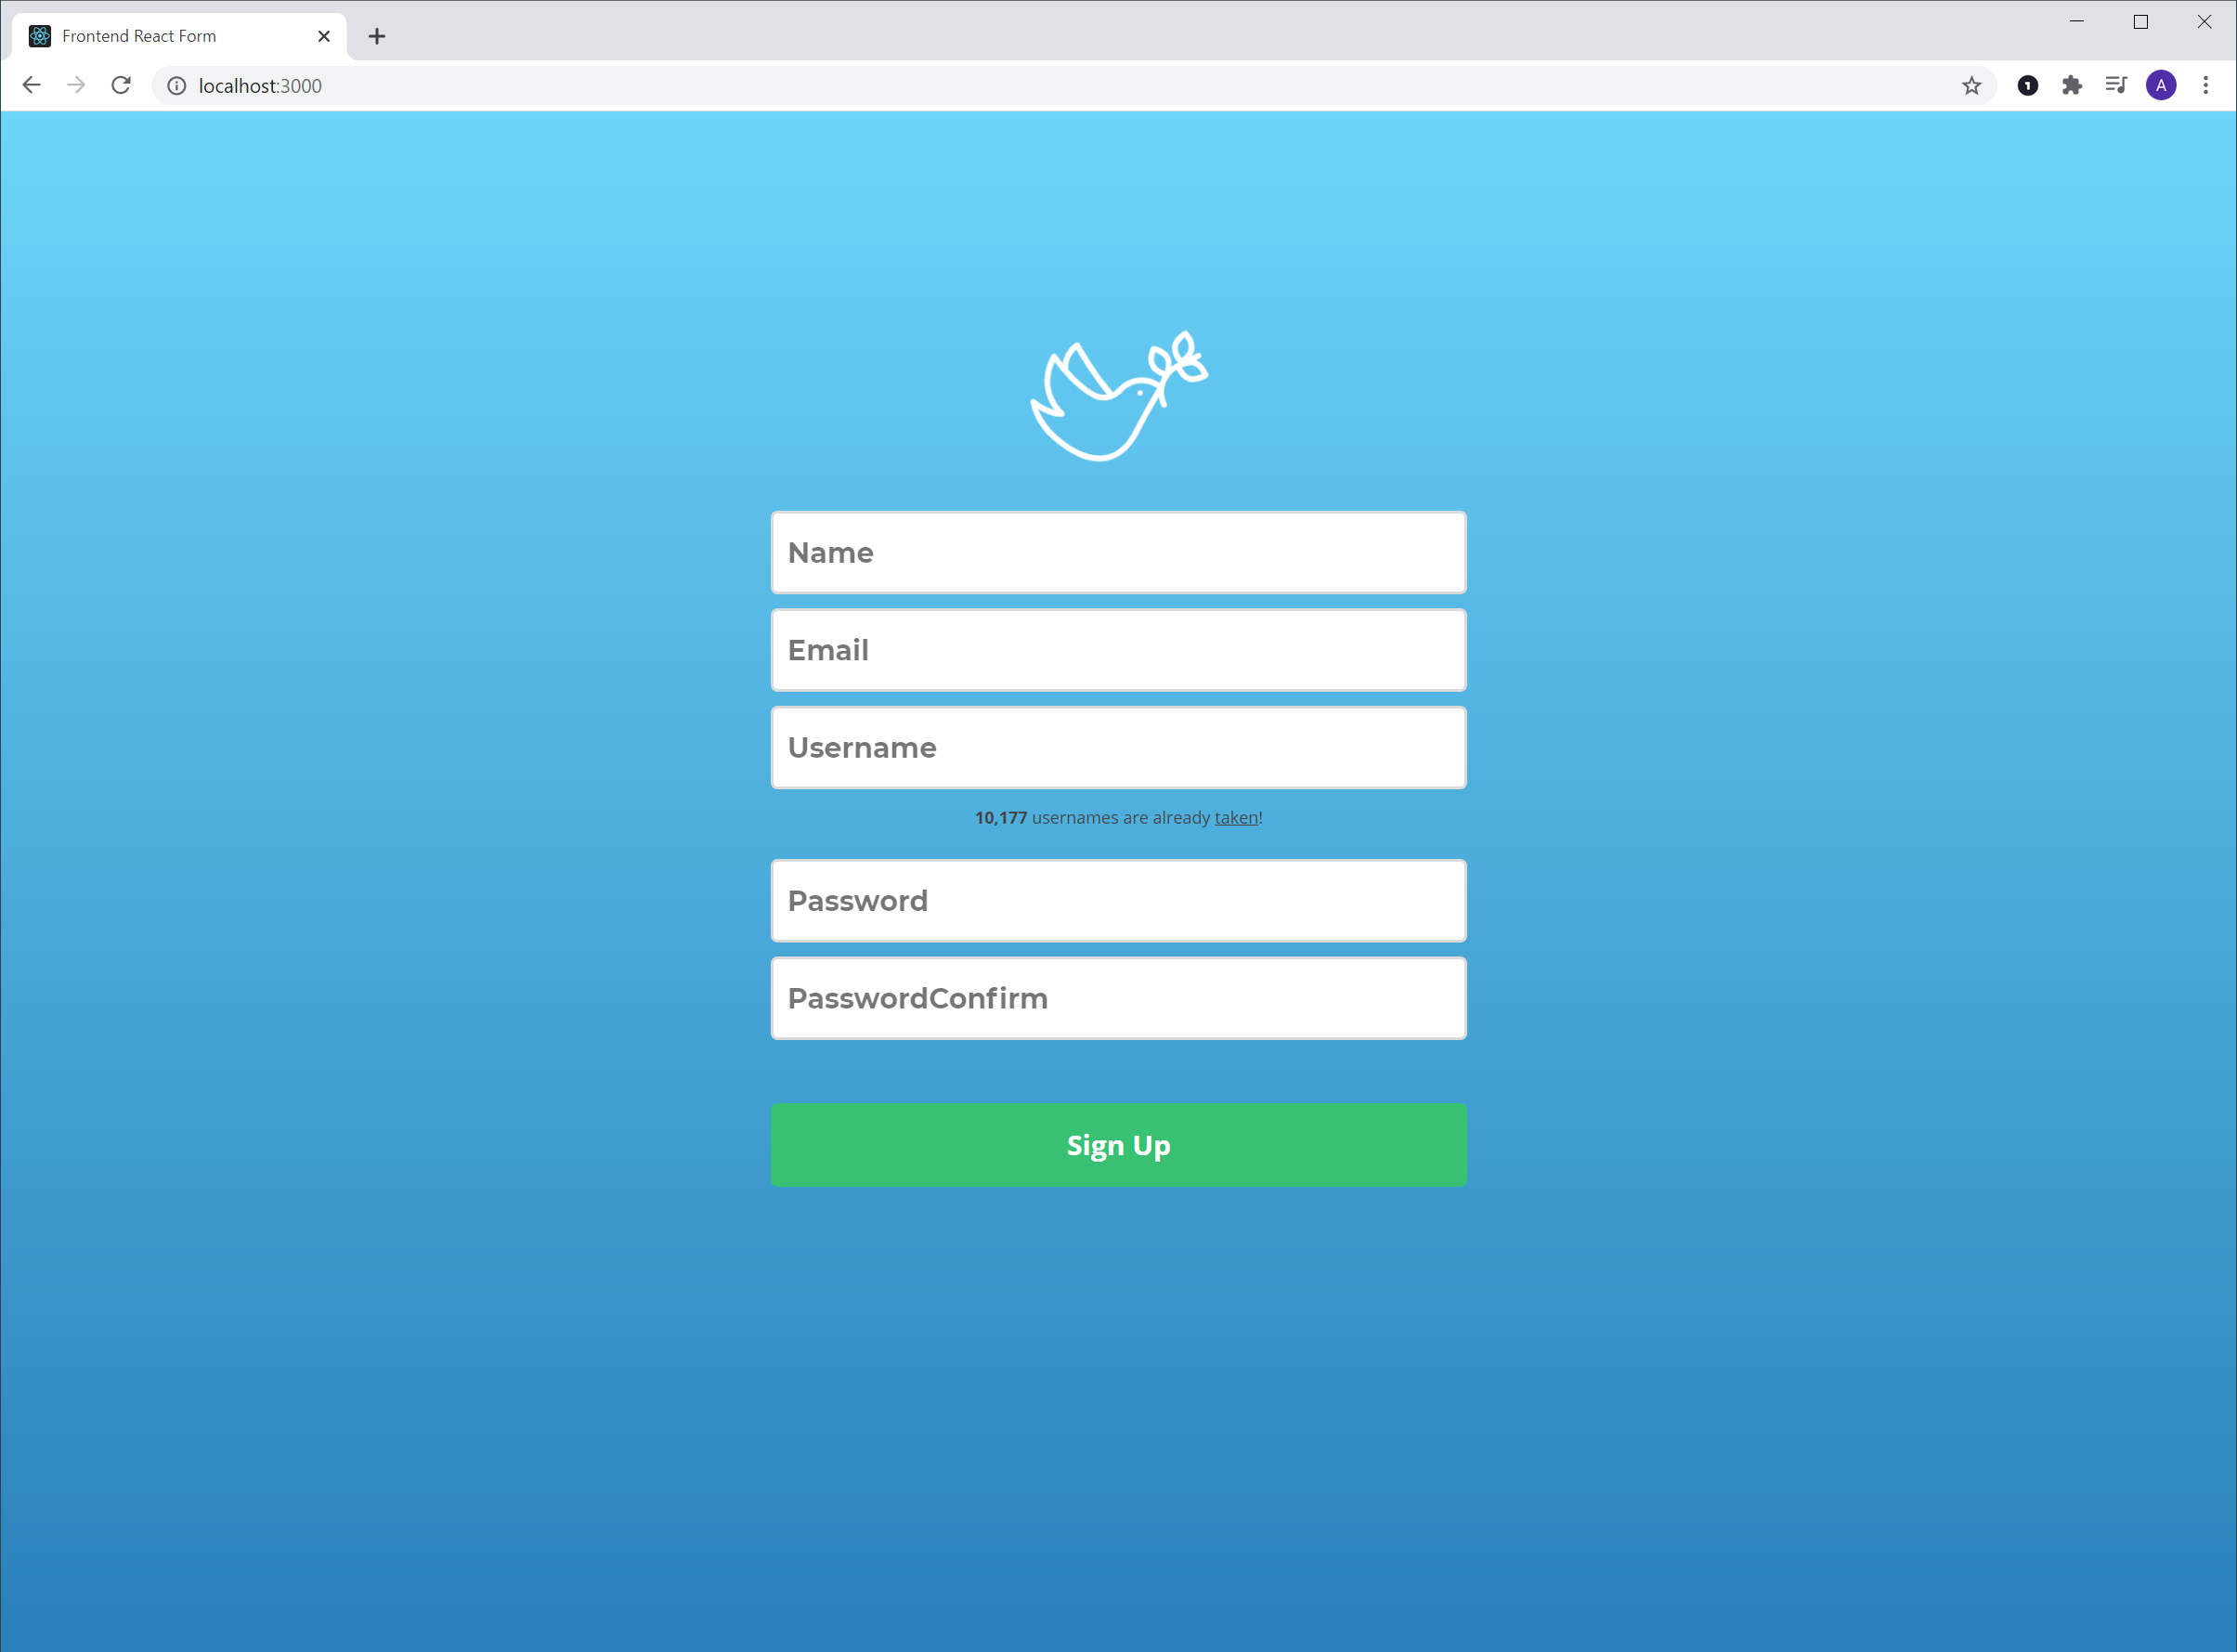 Frontend React Form
localhost:3000
1
A
Name
Email
Username
10,177 usernames are already taken!
Password
PasswordConfirm
Sign Up